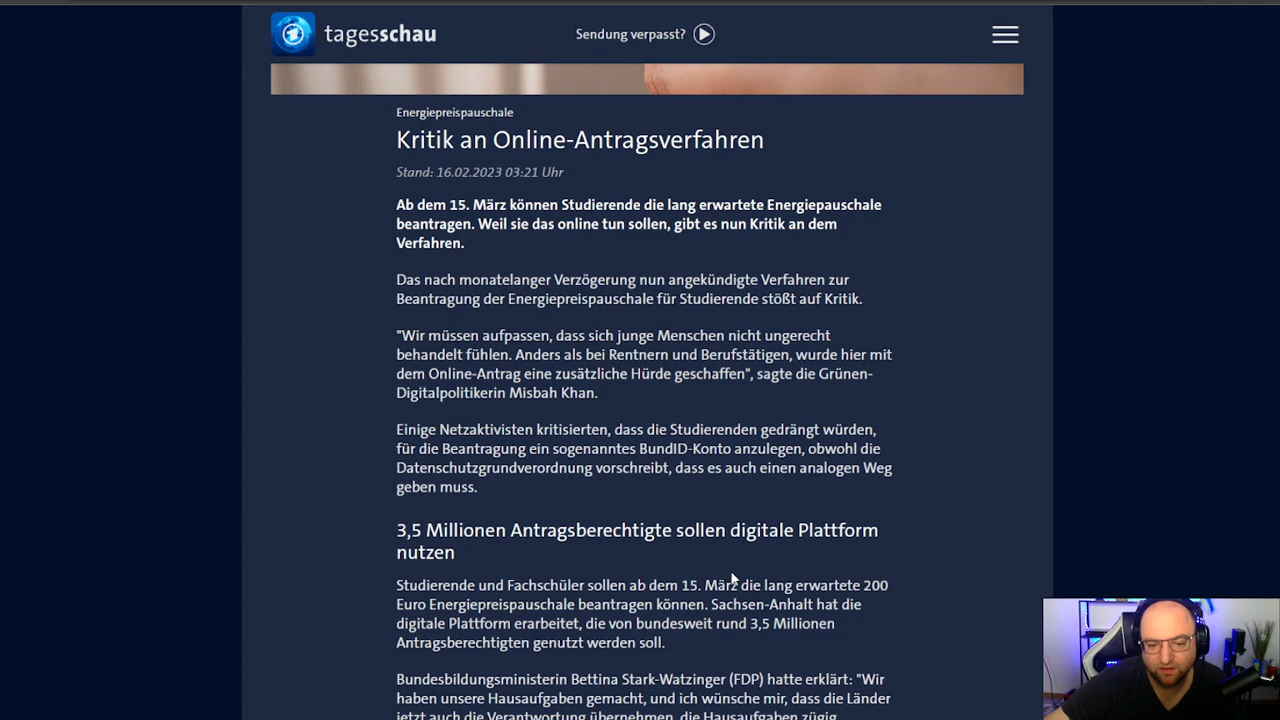 tagesschau
Sendung verpasst?
Energiepreispauschale
Kritik an Online-Antragsverfahren
Stand: 16.02.2023 03:21 Uhr
Ab dem 15. März können Studierende die lang erwartete Energiepauschale
beantragen. Weil sie das online tun sollen, gibt es nun Kritik an dem
Verfahren.
Das nach monatelanger Verzögerung nun angekündigte Verfahren zur
Beantragung der Energiepreispauschale für Studierende stößt auf Kritik.
"Wir müssen aufpassen, dass sich junge Menschen nicht ungerecht
behandelt fühlen. Anders als bei Rentnern und Berufstätigen, wurde hier mit
dem Online-Antrag eine zusätzliche Hürde geschaffen", sagte die Grünen-
Digitalpolitikerin Misbah Khan.
Einige Netzaktivisten kritisierten, dass die Studierenden gedrängt würden,
für die Beantragung ein sogenanntes BundID-Konto anzulegen, obwohl die
Datenschutzgrundverordnung vorschreibt, dass es auch einen analogen Weg
geben muss.
3,5 Millionen Antragsberechtigte sollen digitale Plattform
nutzen
Studierende und Fachschüler sollen ab dem 15. März die lang erwartete 200
Euro Energiepreispauschale beantragen können. Sachsen-Anhalt hat die
digitale Plattform erarbeitet, die von bundesweit rund 3,5 Millionen
Antragsberechtigten genutzt werden soll.
Bundesbildungsministerin Bettina Stark-Watzinger (FDP) hatte erklärt: "Wir
haben unsere Hausaufgaben gemacht, und ich wünsche mir, dass die Länder
jetzt auch die Verantwortung übernehmen, die Hausaufgaben zügig